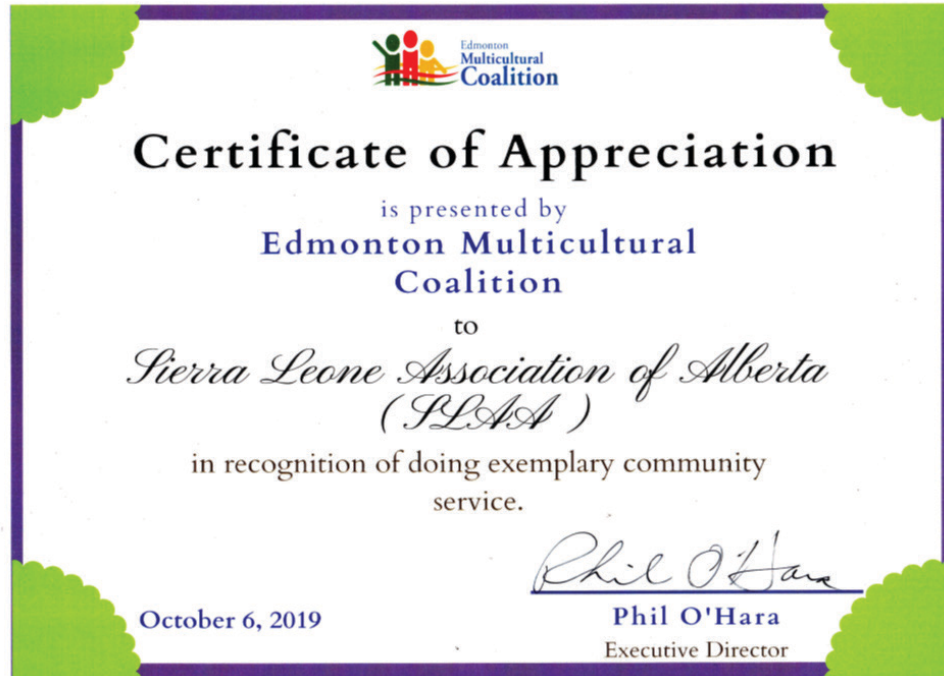 Edmonton
Multicultural
Coalition
Certificate of Appreciation
is presented by
Edmonton Multicultural
Coalition
to
Sierra Leone Association of Alberta
(SLAA )
in recognition of doing exemplary community
service.
Phil O'Hara
October 6, 2019
Phil O'Hara
Executive Director